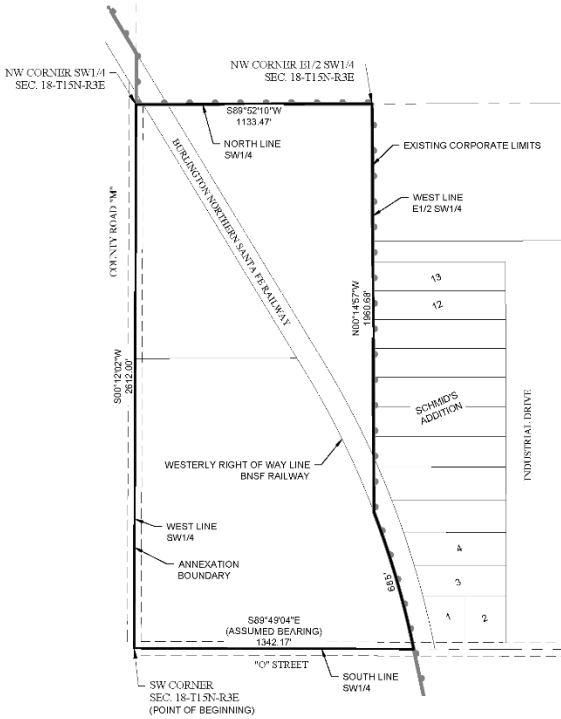 NW CORNER SW1/4
SEC. 18-T15N-R3E
NW CORNER E1/2 SW1/4
SEC. 18-T15N-R3E
S89°52'10"W
1133.47'
NORTH LINE
SW1/4
EXISTING CORPORATE LIMITS
WEST LINE
E1/2 SW1/4
COUNTY ROAD "M"
BURLINGTON NORTHERN SANTA FE RAILWAY
N00°14'57"W
1960.68'
S00°12'02"W
2612.00'
13
12
SCHMID'S
ADDITION
INDUSTRIAL DRIVE
WESTERLY RIGHT OF WAY LINE
BNSF RAILWAY
WEST LINE
SW1/4
ANNEXATION
BOUNDARY
685'
4
3
1
2
S89°49'04"E
(ASSUMED BEARING)
1342.17'
"O" STREET
SOUTH LINE
SW1/4
SW CORNER
SEC. 18-T15N-R3E
(POINT OF BEGINNING)